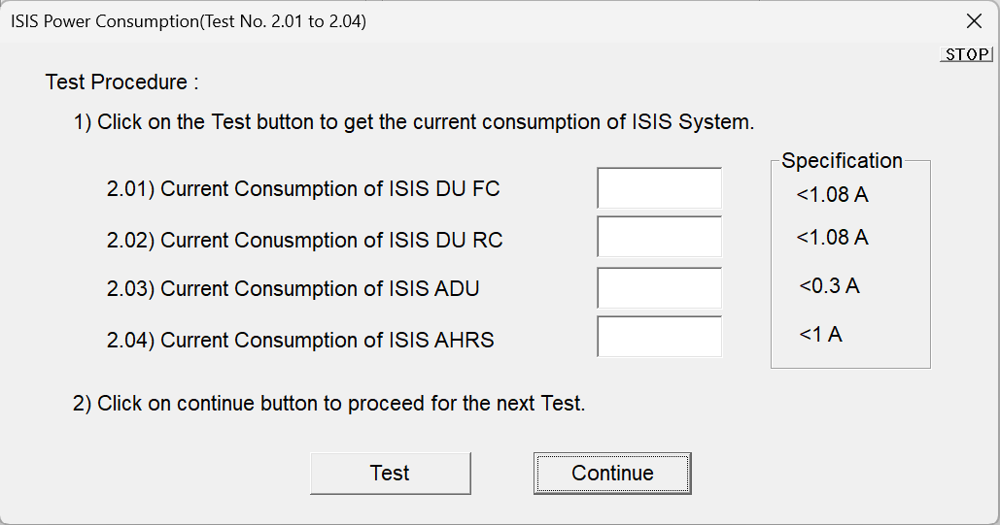 ISIS Power Consumption(Test No. 2.01 to 2.04)
STOP
Test Procedure :
1) Click on the Test button to get the current consumption of ISIS System.
Specification
2.01) Current Consumption of ISIS DU FC
<1.08 A
2.02) Current Conusmption of ISIS DU RC
<1.08 A
2.03) Current Consumption of ISIS ADU
<0.3 A
2.04) Current Consumption of ISIS AHRS
<1 A
2) Click on continue button to proceed for the next Test.
Test
Continue